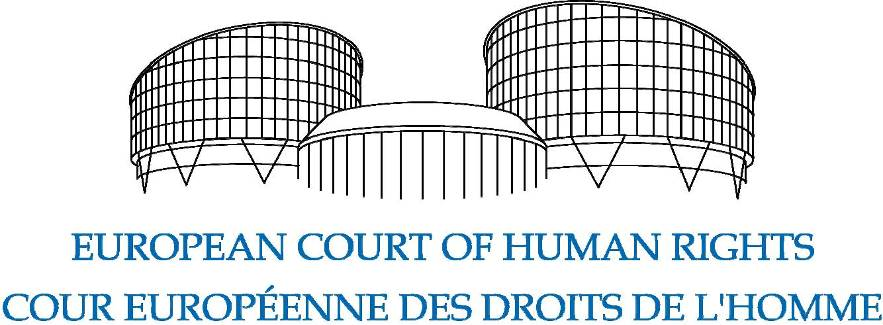 EUROPEAN COURT OF HUMAN RIGHTS
COUR EUROPÉENNE DES DROITS DE L'HOMME